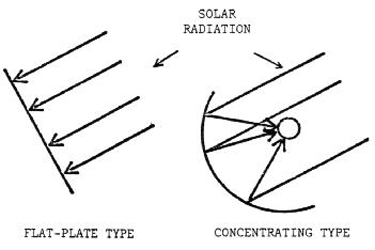 SOLAR
RADIATION
FLAT-PLATE TYPE
CONCENTRATING TYPE